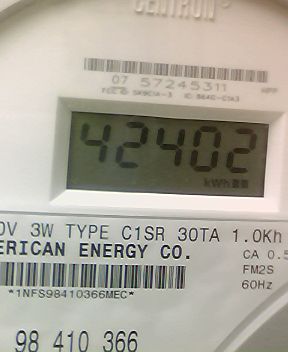 CENTRON®
07 57245311
42402
kWh
0V 3W TYPE C1SR 30TA 1.0Kh
ERICAN ENERGY CO. CA 0.5
FM2S
*1NFS98410366MEC* 60Hz
98 410 366